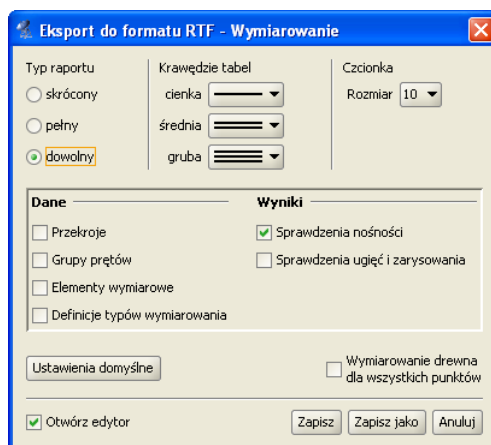 Eksport do formatu RTF - Wymiarowanie
Typ raportu
skrócony
pełny
dowolny
Krawędzie tabel
cienka
średnia
gruba
Czcionka
Rozmiar 10
Dane
Przekroje
Grupy prętów
Elementy wymiarowe
Definicje typów wymiarowania
Wyniki
Sprawdzenia nośności
Sprawdzenia ugięć i zarysowania
Ustawienia domyślne
Wymiarowanie drewna
dla wszystkich punktów
Otwórz edytor
Zapisz Zapisz jako Anuluj